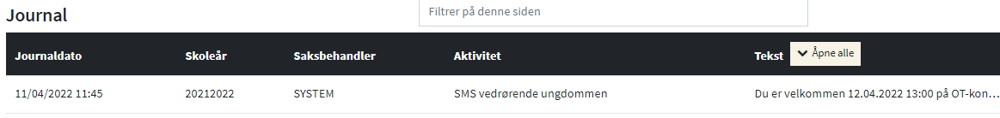 Journal
Filtrer på denne siden
Journaldato Skoleår Saksbehandler Aktivitet Tekst Åpne alle
11/04/2022 11:45 20212022 SYSTEM SMS vedrørende ungdommen Du er velkommen 12.04.2022 13:00 på OT-kon…